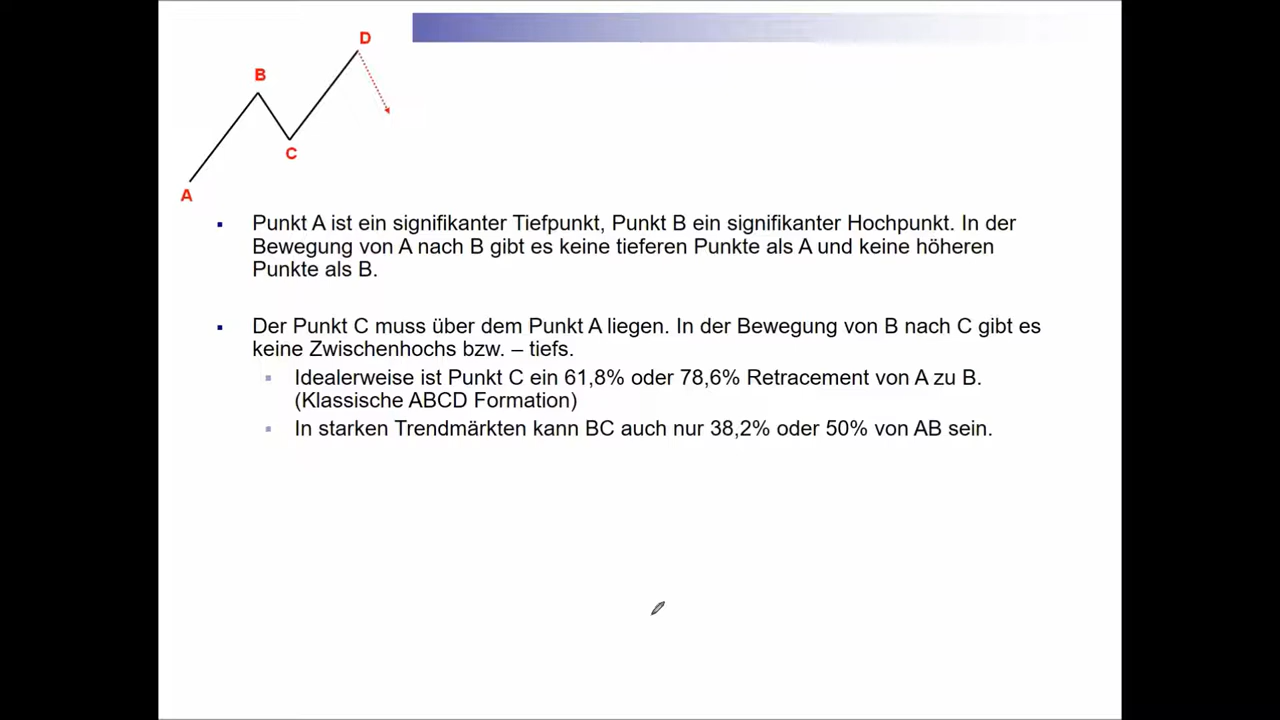 D
B
C
A
Punkt A ist ein signifikanter Tiefpunkt, Punkt B ein signifikanter Hochpunkt. In der
Bewegung von A nach B gibt es keine tieferen Punkte als A und keine höheren
Punkte als B.
Der Punkt C muss über dem Punkt A liegen. In der Bewegung von B nach C gibt es
keine Zwischenhochs bzw. – tiefs.
Idealerweise ist Punkt C ein 61,8% oder 78,6% Retracement von A zu B.
(Klassische ABCD Formation)
In starken Trendmärkten kann BC auch nur 38,2% oder 50% von AB sein.